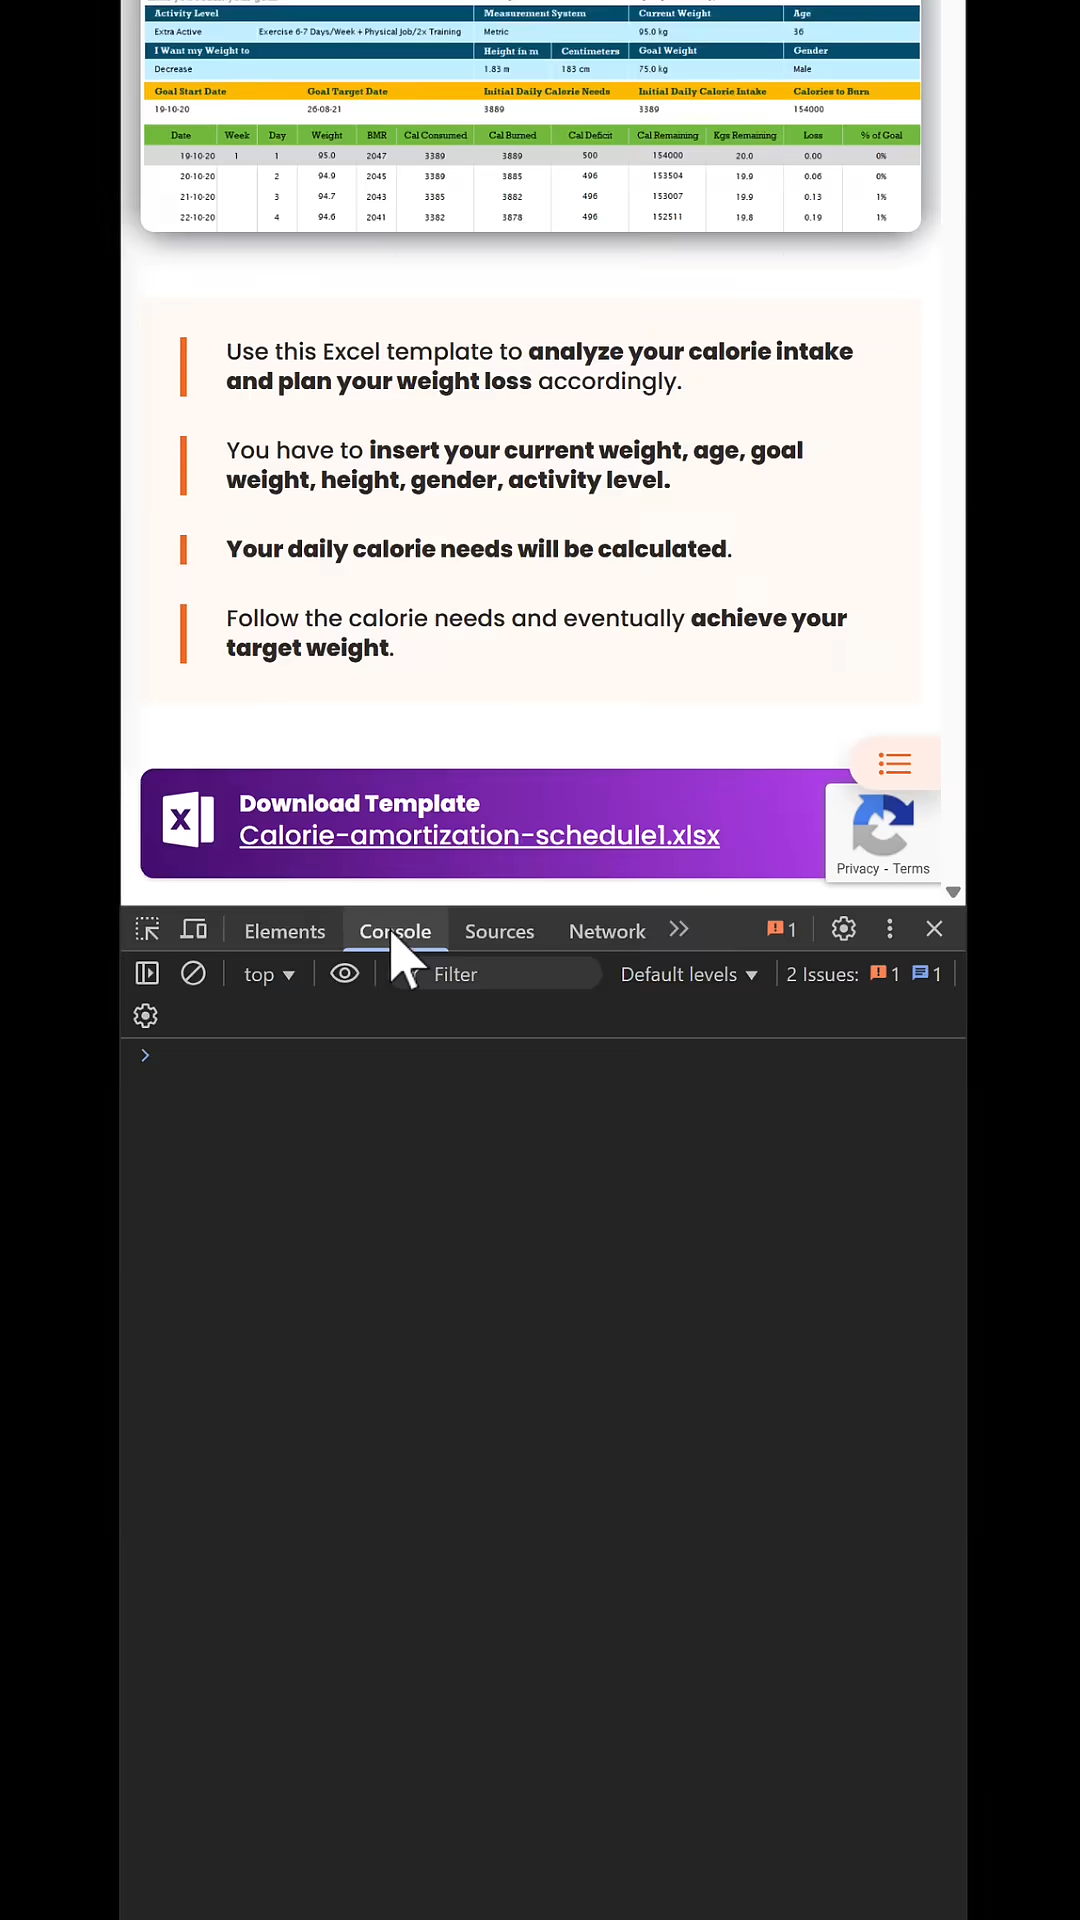 Activity Level Measurement System Current Weight Age
Extra Active Exercise 6-7 Days/Week + Physical Job/2x Training Metric 95.0 kg 36
I Want my Weight to Height in m Centimeters Goal Weight Gender
Decrease 1.83 m 183 cm 75.0 kg Male
Goal Start Date Goal Target Date Initial Daily Calorie Needs Initial Daily Calorie Intake Calories to Burn
19-10-20 26-08-21 3889 3389 154000
Date Week Day Weight BMR Cal Consumed Cal Burned Cal Deficit Cal Remaining Kgs Remaining Loss % of Goal
19-10-20 1 1 95.0 2047 3389 3889 500 154000 20.0 0.00 0%
20-10-20 2 94.9 2045 3389 3885 496 153504 19.9 0.06 0%
21-10-20 3 94.7 2043 3385 3882 496 153007 19.9 0.13 1%
22-10-20 4 94.6 2041 3382 3878 496 152511 19.8 0.19 1%
Use this Excel template to analyze your calorie intake
and plan your weight loss accordingly.
You have to insert your current weight, age, goal
weight, height, gender, activity level.
Your daily calorie needs will be calculated.
Follow the calorie needs and eventually achieve your
target weight.
Download Template
Calorie-amortization-schedule1.xlsx
Privacy - Terms
Elements Console Sources Network 1
top Filter Default levels 2 Issues: 1 1